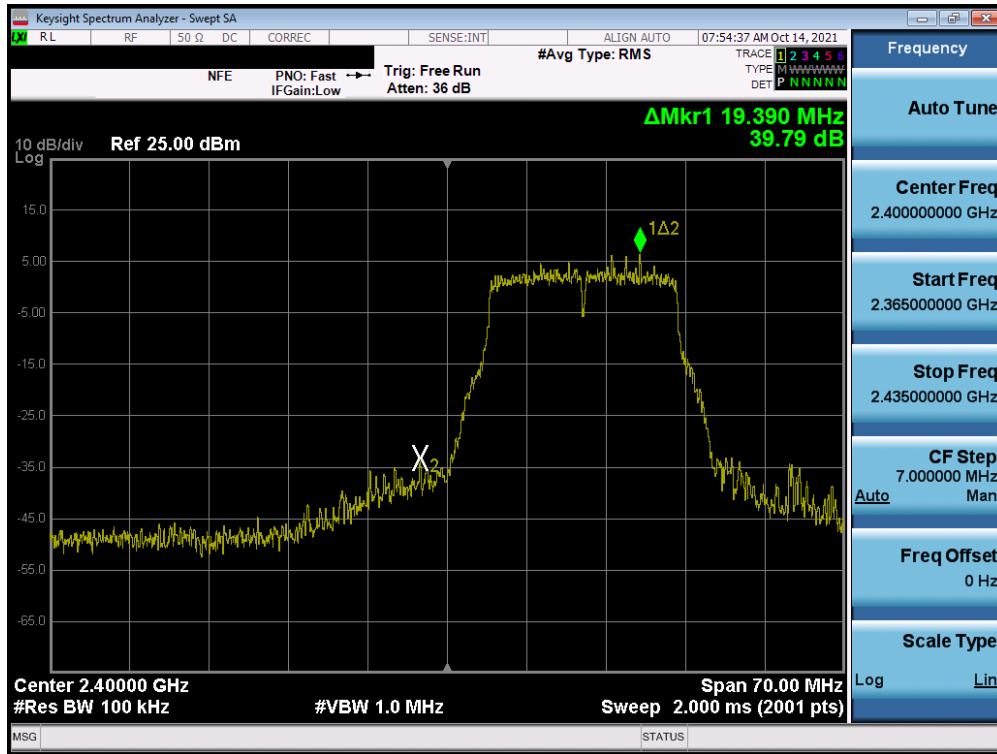 Keysight Spectrum Analyzer - Swept SA
LXI RL RF 50 Ω DC CORREC SENSE:INT ALIGN AUTO 07:54:37 AM Oct 14, 2021
NFE PNO: Fast Trig: Free Run #Avg Type: RMS TRACE 1 2 3 4 5 6
IFGain:Low Atten: 36 dB TYPE M WWWWW
DET P N N N N N
ΔMkr1 19.390 MHz
39.79 dB
10 dB/div Ref 25.00 dBm
Log
15.0
5.00
-5.00
-15.0
-25.0
-35.0
-45.0
-55.0
-65.0
1Δ2
X2
Center 2.40000 GHz Span 70.00 MHz
#Res BW 100 kHz #VBW 1.0 MHz Sweep 2.000 ms (2001 pts)
MSG STATUS
Frequency
Auto Tune
Center Freq
2.400000000 GHz
Start Freq
2.365000000 GHz
Stop Freq
2.435000000 GHz
CF Step
7.000000 MHz
Auto Man
Freq Offset
0 Hz
Scale Type
Log Lin